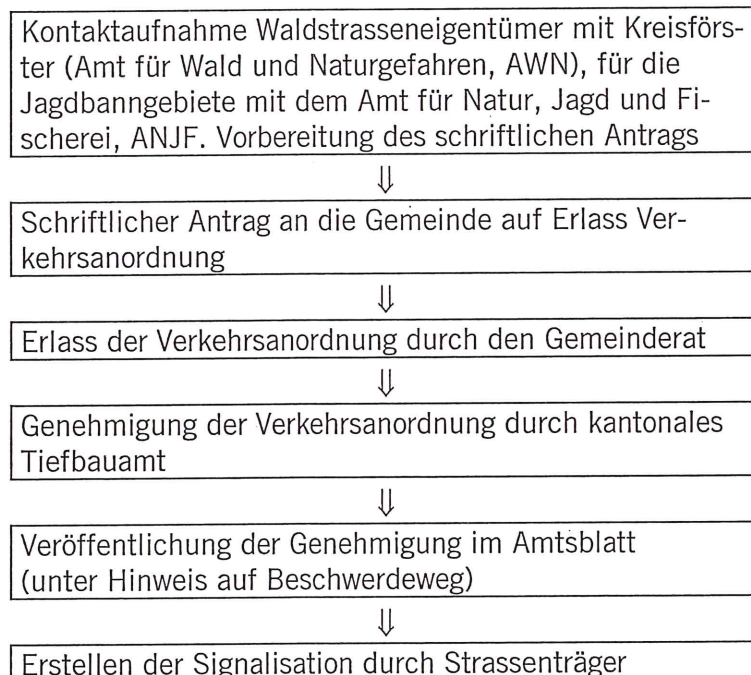 Kontaktaufnahme Waldstrasseneigentümer mit Kreisförs-
ter (Amt für Wald und Naturgefahren, AWN), für die
Jagdbanngebiete mit dem Amt für Natur, Jagd und Fi-
scherei, ANJF. Vorbereitung des schriftlichen Antrags
⇓
Schriftlicher Antrag an die Gemeinde auf Erlass Ver-
kehrsanordnung
⇓
Erlass der Verkehrsanordnung durch den Gemeinderat
⇓
Genehmigung der Verkehrsanordnung durch kantonales
Tiefbauamt
⇓
Veröffentlichung der Genehmigung im Amtsblatt
(unter Hinweis auf Beschwerdeweg)
⇓
Erstellen der Signalisation durch Strassenträger